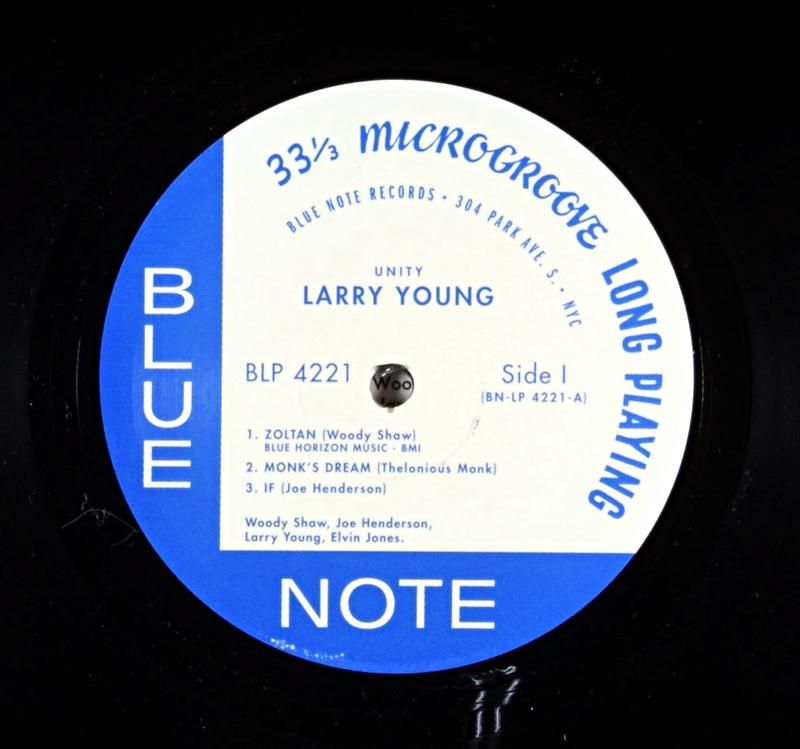 33⅓ MICROGROOVE LONG PLAYING
BLUE NOTE RECORDS • 304 PARK AVE. S. • NYC
UNITY
LARRY YOUNG
BLP 4221
Side I
(BN-LP 4221-A)
Woo
1. ZOLTAN (Woody Shaw)
BLUE HORIZON MUSIC - BMI
2. MONK'S DREAM (Thelonious Monk)
3. IF (Joe Henderson)
Woody Shaw, Joe Henderson,
Larry Young, Elvin Jones.
BLUE
NOTE